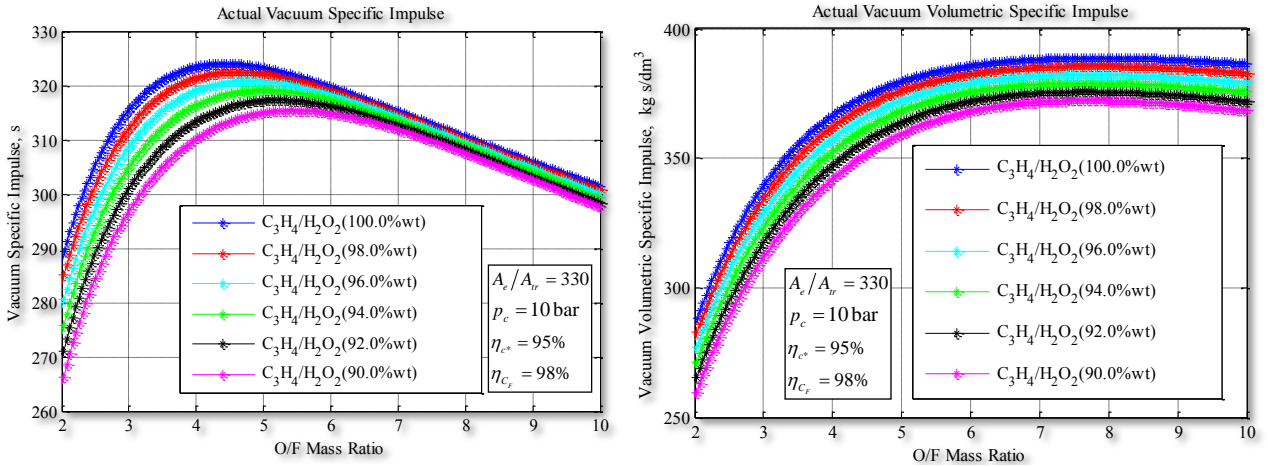 Actual Vacuum Specific Impulse
Vacuum Specific Impulse, s
330
320
310
300
290
280
270
260
2 3 4 5 6 7 8 9 10
O/F Mass Ratio
C₃H₄/H₂O₂(100.0%wt)
C₃H₄/H₂O₂(98.0%wt)
C₃H₄/H₂O₂(96.0%wt)
C₃H₄/H₂O₂(94.0%wt)
C₃H₄/H₂O₂(92.0%wt)
C₃H₄/H₂O₂(90.0%wt)
Aₑ/Aₜᵣ = 330
p_c = 10 bar
η_c* = 95%
η_C_F = 98%
Actual Vacuum Volumetric Specific Impulse
Vacuum Volumetric Specific Impulse, kg s/dm³
400
350
300
250
2 3 4 5 6 7 8 9 10
O/F Mass Ratio
C₃H₄/H₂O₂(100.0%wt)
C₃H₄/H₂O₂(98.0%wt)
C₃H₄/H₂O₂(96.0%wt)
C₃H₄/H₂O₂(94.0%wt)
C₃H₄/H₂O₂(92.0%wt)
C₃H₄/H₂O₂(90.0%wt)
Aₑ/Aₜᵣ = 330
p_c = 10 bar
η_c* = 95%
η_C_F = 98%